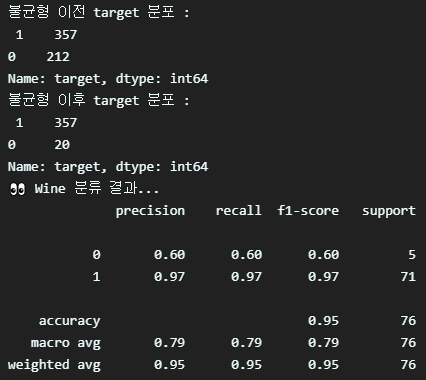 불균형 이전 target 분포 :
1 357
0 212
Name: target, dtype: int64
불균형 이후 target 분포 :
1 357
0 20
Name: target, dtype: int64
👀 Wine 분류 결과...
precision recall f1-score support
0 0.60 0.60 0.60 5
1 0.97 0.97 0.97 71
accuracy 0.95 76
macro avg 0.79 0.79 0.79 76
weighted avg 0.95 0.95 0.95 76